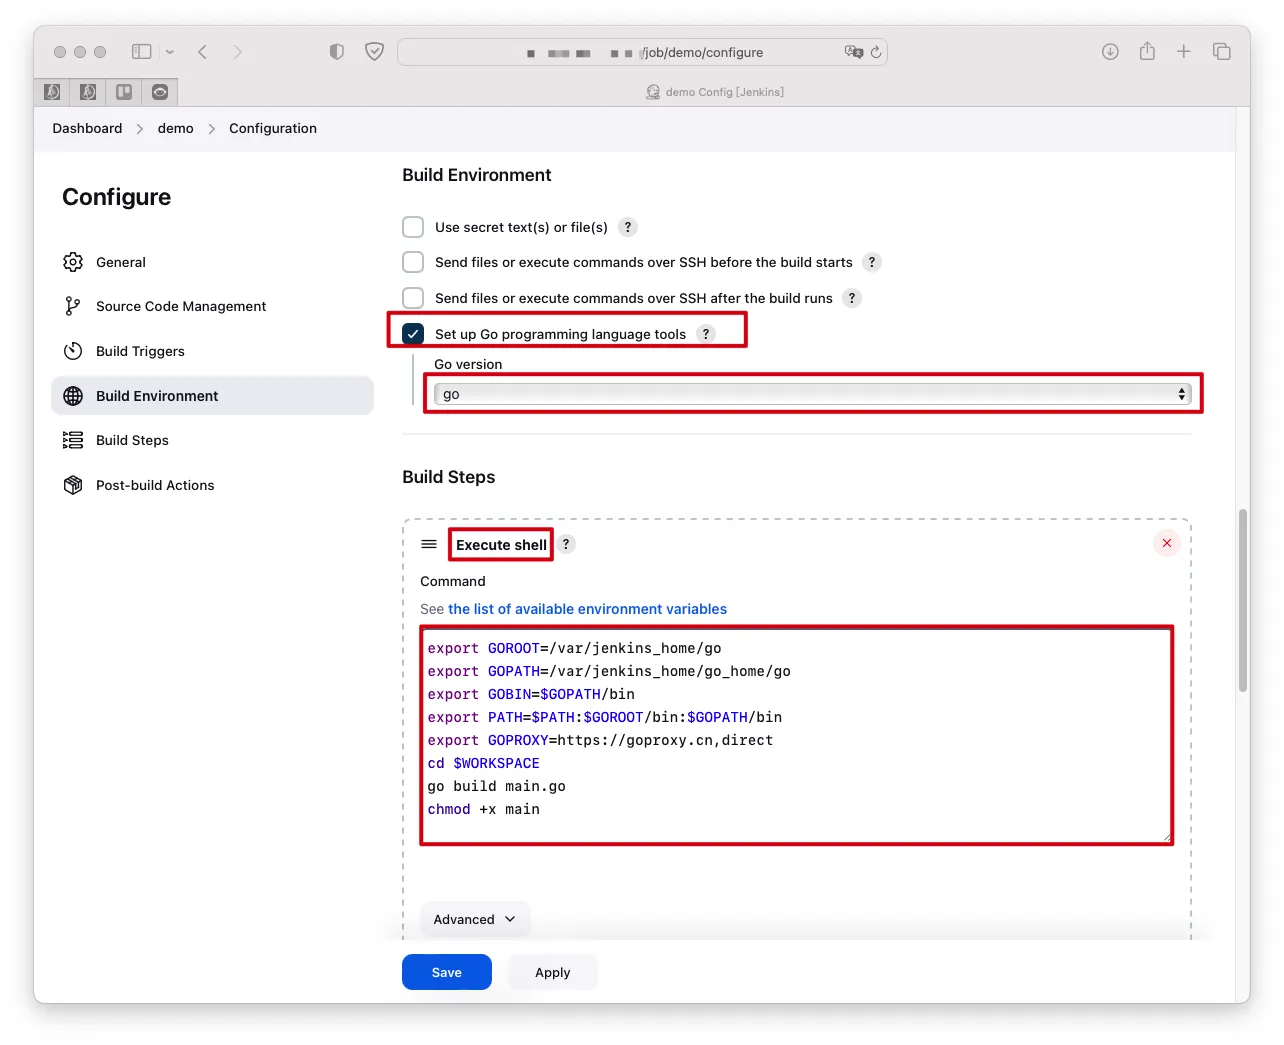 /job/demo/configure
demo Config [Jenkins]
Dashboard > demo > Configuration
Configure
General
Source Code Management
Build Triggers
Build Environment
Build Steps
Post-build Actions
Build Environment
Use secret text(s) or file(s) ?
Send files or execute commands over SSH before the build starts ?
Send files or execute commands over SSH after the build runs ?
Set up Go programming language tools ?
Go version
go
Build Steps
Execute shell ?
Command
See the list of available environment variables
export GOROOT=/var/jenkins_home/go
export GOPATH=/var/jenkins_home/go_home/go
export GOBIN=$GOPATH/bin
export PATH=$PATH:$GOROOT/bin:$GOPATH/bin
export GOPROXY=https://goproxy.cn,direct
cd $WORKSPACE
go build main.go
chmod +x main
Advanced
Save
Apply